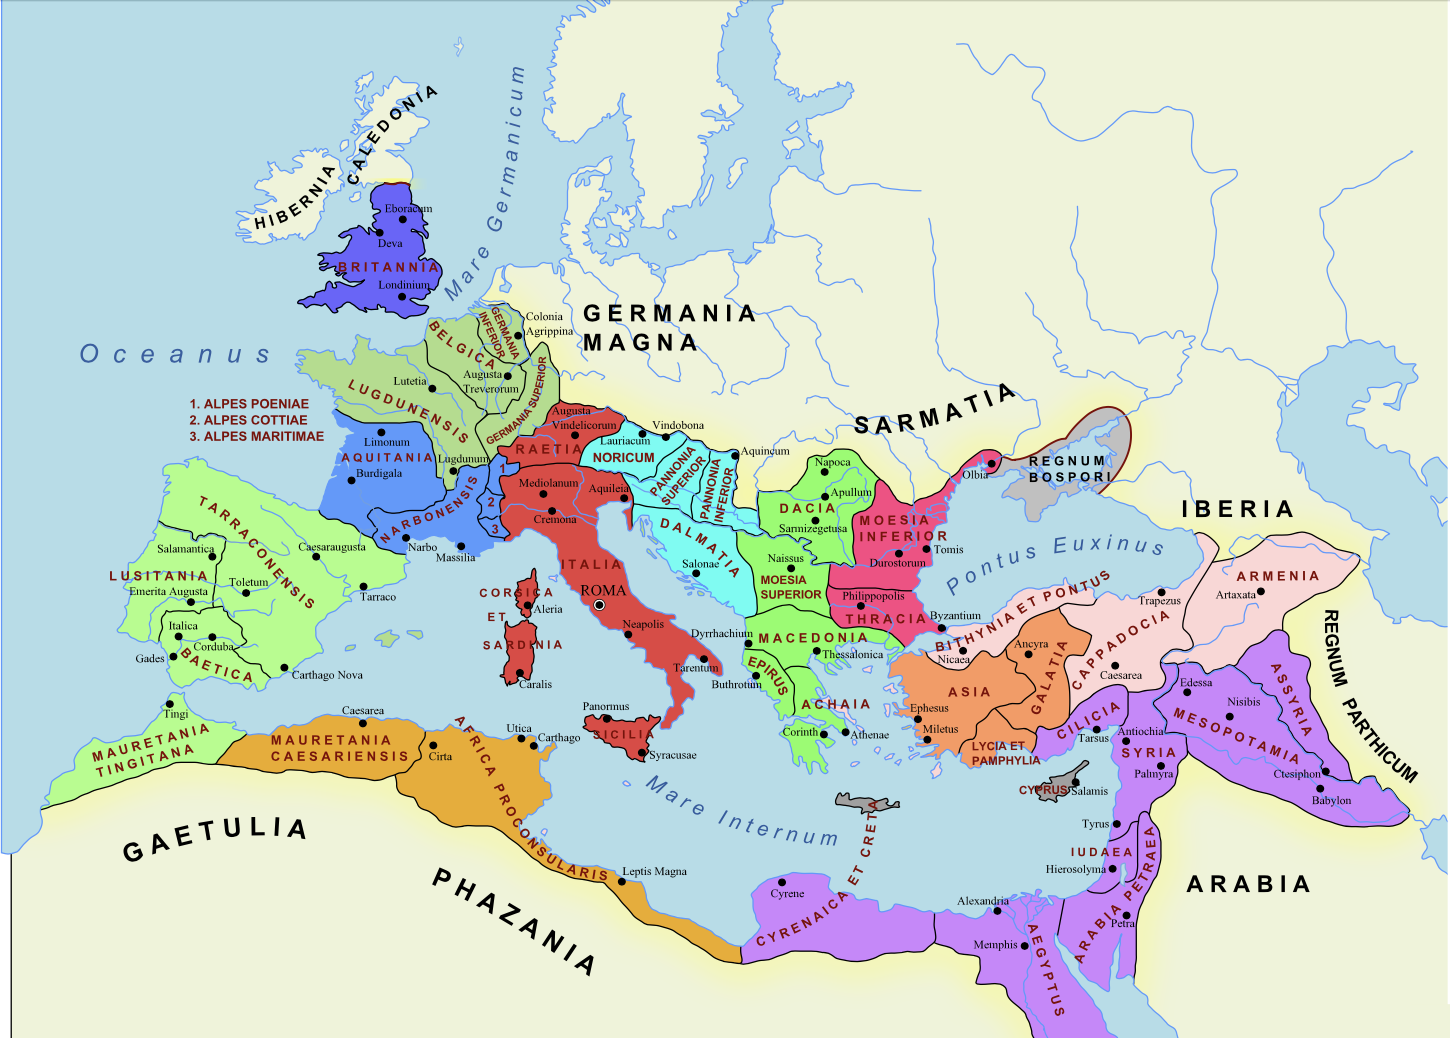 CALEDONIA
HIBERNIA
Mare Germanicum
Eboracum
Deva
BRITANNIA
Londinium
Oceanus
GERMANIA
MAGNA
SARMATIA
1. ALPES POENIAE
2. ALPES COTTIAE
3. ALPES MARITIMAE
BELGICA
GERMANIA
INFERIOR
Colonia
Agrippina
Augusta
Treverorum
Lutetia
LUGDUNENSIS
GERMANIA SUPERIOR
Limonum
AQUITANIA
Burdigala
Lugdunum
NARBONENSIS
Narbo
Massilia
1
2
3
Augusta
Vindelicorum
RAETIA
Lauriacum
NORICUM
Vindobona
PANNONIA
SUPERIOR
PANNONIA
INFERIOR
Aquincum
Mediolanum
Cremona
Aquileia
DALMATIA
Salonae
Napoca
Apullum
DACIA
Sarmizegetusa
MOESIA
INFERIOR
Tomis
Durostorum
Olbia
REGNUM
BOSPORI
Pontus Euxinus
IBERIA
TARRACONENSIS
Salamantica
Caesaraugusta
LUSITANIA
Toletum
Emerita Augusta
Tarraco
Italica
Corduba
Gades
BAETICA
Carthago Nova
CORSICA
ET
SARDINIA
Aleria
Caralis
ITALIA
ROMA
Neapolis
Tarentum
Naissus
MOESIA
SUPERIOR
Philippopolis
THRACIA
Byzantium
Dyrrhachium
MACEDONIA
Thessalonica
EPIRUS
Buthrotum
ACHAIA
Corinth
Athenae
BITHYNIA ET PONTUS
Nicaea
Trapezus
ARMENIA
Artaxata
CAPPADOCIA
Caesarea
Ancyra
GALATIA
ASIA
Ephesus
Miletus
LYCIA ET
PAMPHYLIA
CILICIA
Tarsus
Antiochia
SYRIA
Palmyra
Edessa
Nisibis
MESOPOTAMIA
ASSYRIA
Ctesiphon
Babylon
REGNUM PARTHICUM
Tingi
MAURETANIA
TINGITANA
Caesarea
MAURETANIA
CAESARIENSIS
Cirta
Utica
Carthago
AFRICA PROCONSULARIS
Panormus
SICILIA
Syracusae
Mare Internum
CYPRUS
Salamis
Tyrus
IUDAEA
Hierosolyma
ARABIA PETRAEA
Petra
GAETULIA
PHAZANIA
Leptis Magna
Cyrene
CYRENAICA ET CRETA
Alexandria
Memphis
AEGYPTUS
ARABIA